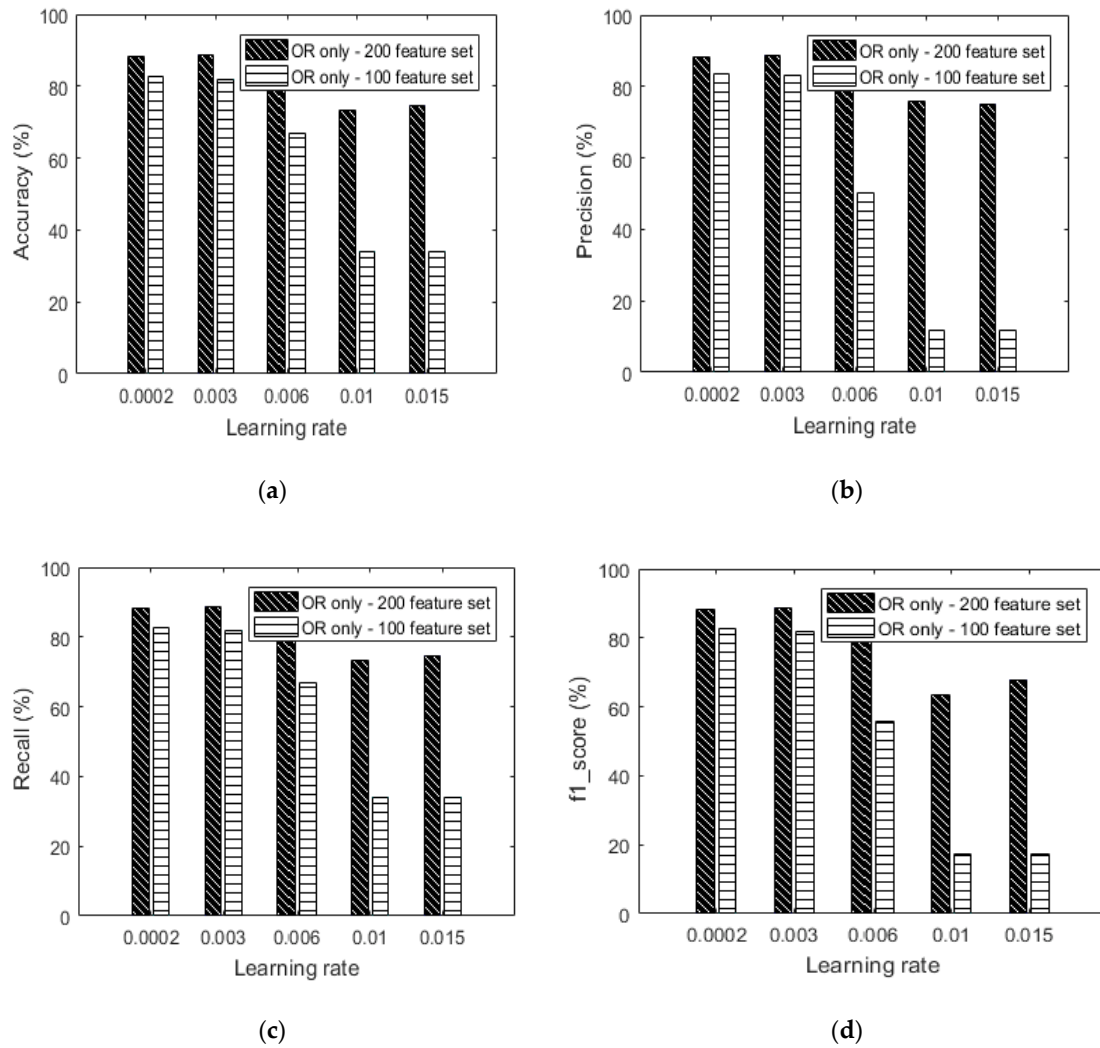 100
80
60
40
20
0
Accuracy (%)
OR only - 200 feature set
OR only - 100 feature set
0.0002 0.003 0.006 0.01 0.015
Learning rate
(a)
100
80
60
40
20
0
Precision (%)
OR only - 200 feature set
OR only - 100 feature set
0.0002 0.003 0.006 0.01 0.015
Learning rate
(b)
100
80
60
40
20
0
Recall (%)
OR only - 200 feature set
OR only - 100 feature set
0.0002 0.003 0.006 0.01 0.015
Learning rate
(c)
100
80
60
40
20
0
f1_score (%)
OR only - 200 feature set
OR only - 100 feature set
0.0002 0.003 0.006 0.01 0.015
Learning rate
(d)